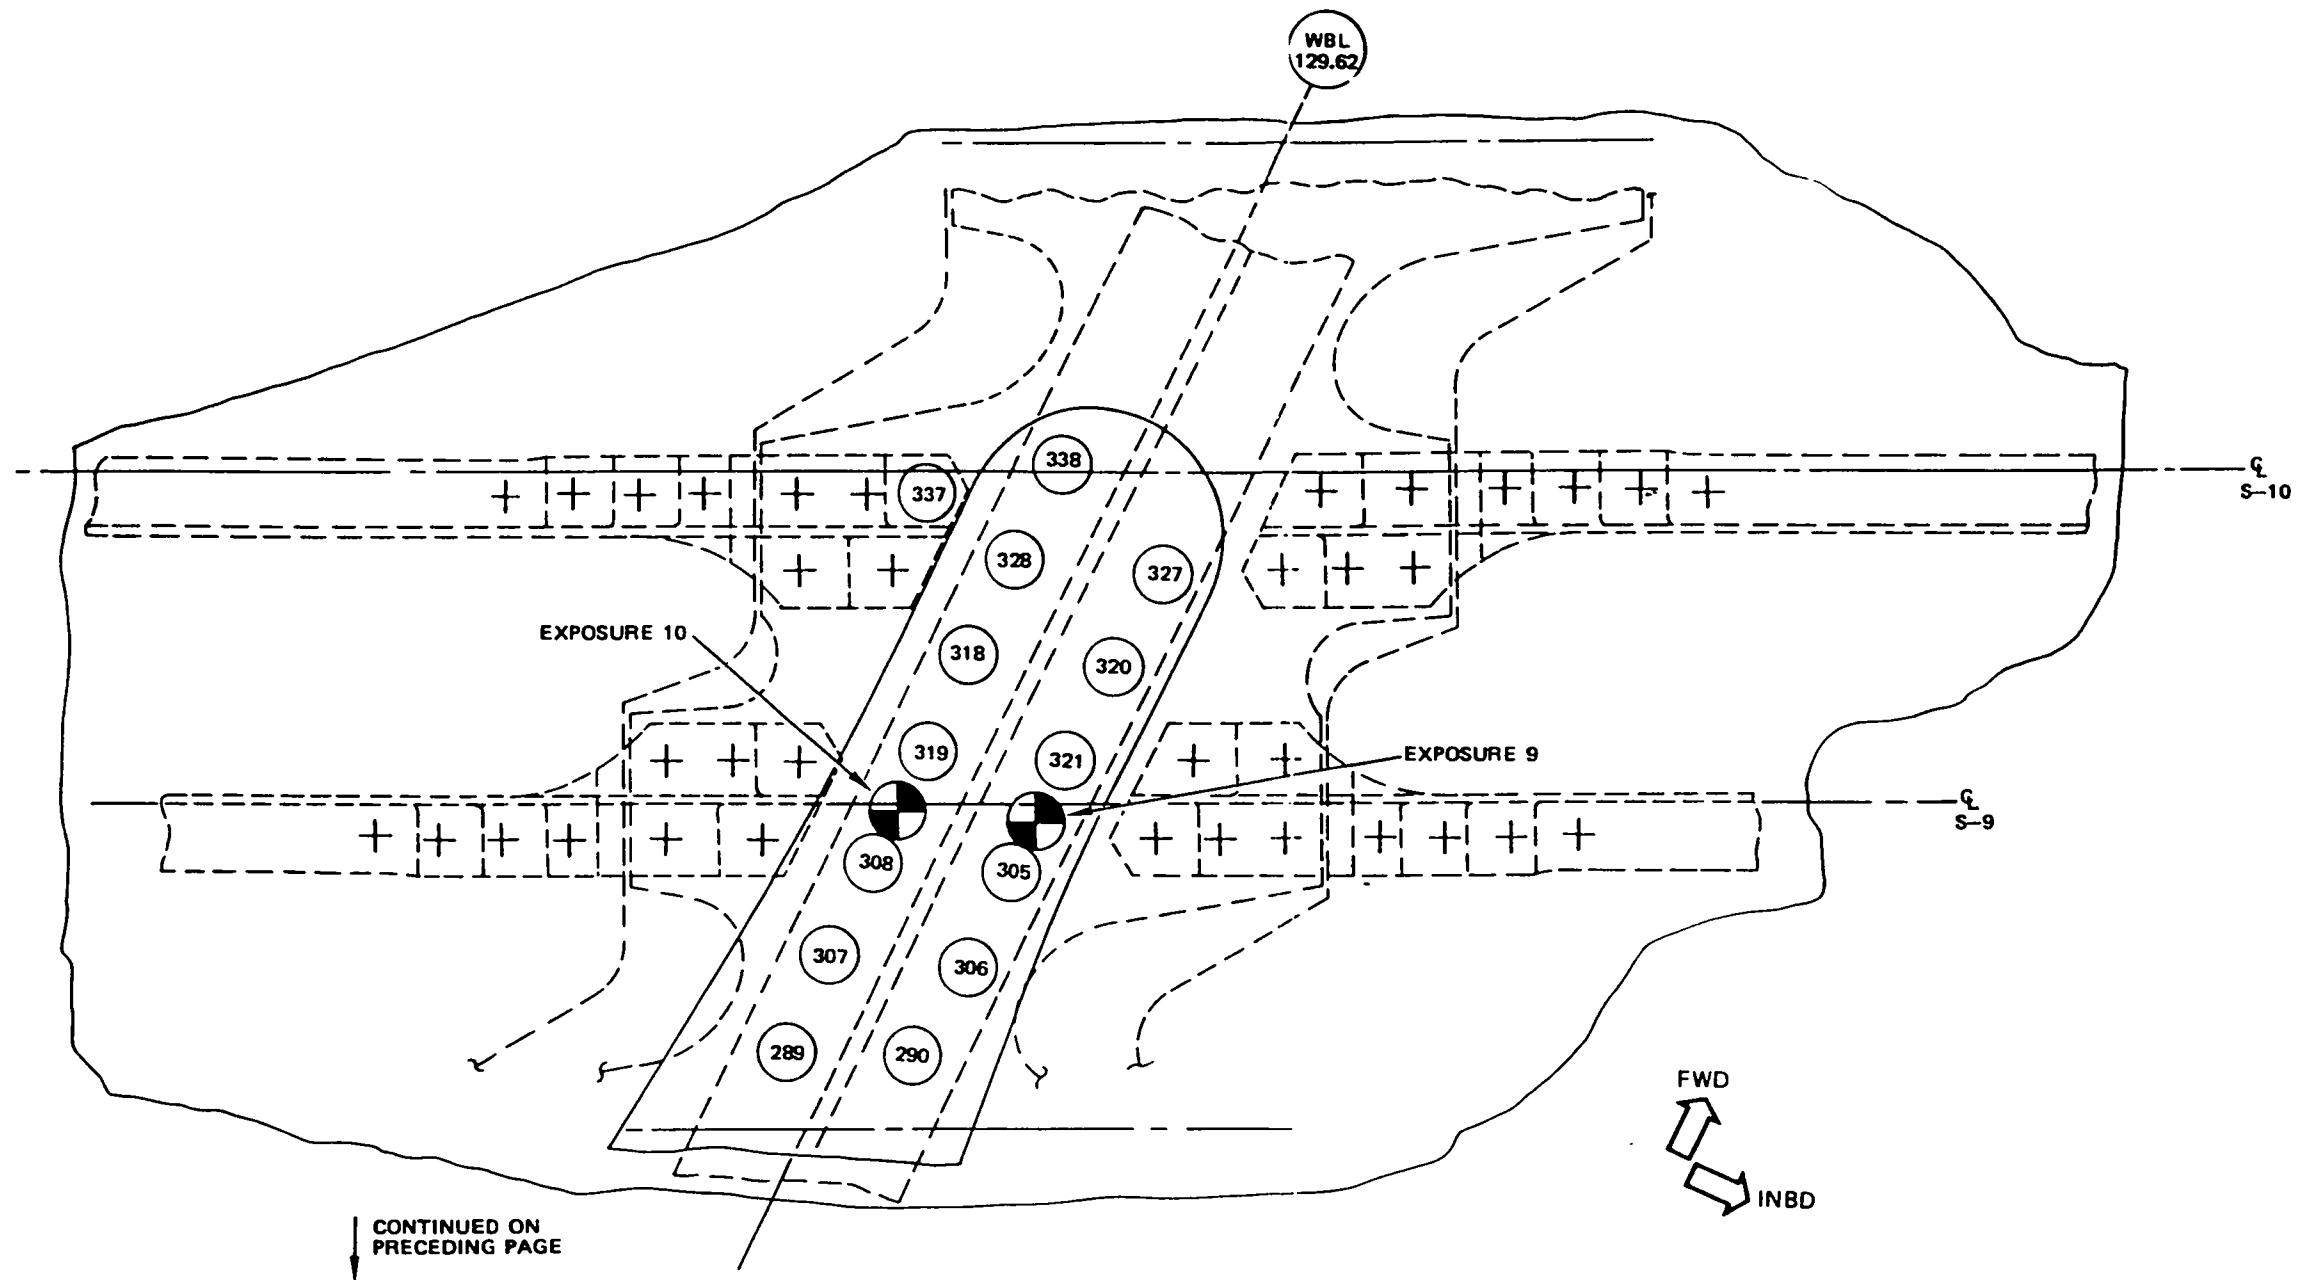 WBL
129.62
338
337
℄
S-10
328
327
EXPOSURE 10
318
320
319
321
EXPOSURE 9
℄
S-9
308
305
307
306
289
290
FWD
INBD
CONTINUED ON
PRECEDING PAGE